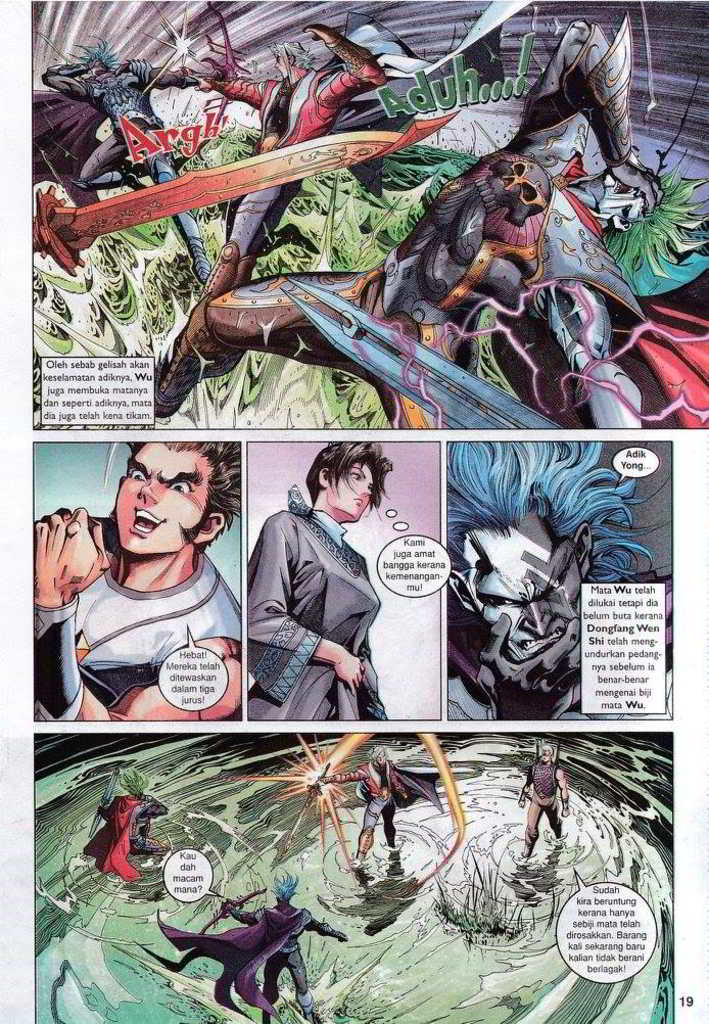 Argh!
Aduh....!
Oleh sebab gelisah akan
keselamatan adiknya, Wu
juga membuka matanya
dan seperti adiknya, mata
dia juga telah kena tikam.
Hebat!
Mereka telah
ditewaskan
dalam tiga
jurus!
Kami
juga amat
bangga kerana
kemenangan-
mu!
Adik
Yong...
Mata Wu telah
dilukai tetapi dia
belum buta kerana
Dongfang Wen
Shi telah meng-
undurkan pedang-
nya sebelum ia
benar-benar
mengenai biji
mata Wu.
Kau
dah
macam
mana?
Sudah
kira beruntung
kerana hanya
sebiji mata telah
dirosakkan. Barang
kali sekarang baru
kalian tidak berani
berlagak!
19